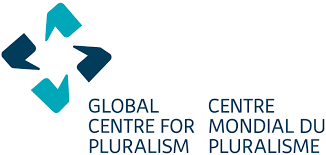 GLOBAL
CENTRE FOR
PLURALISM
CENTRE
MONDIAL DU
PLURALISME